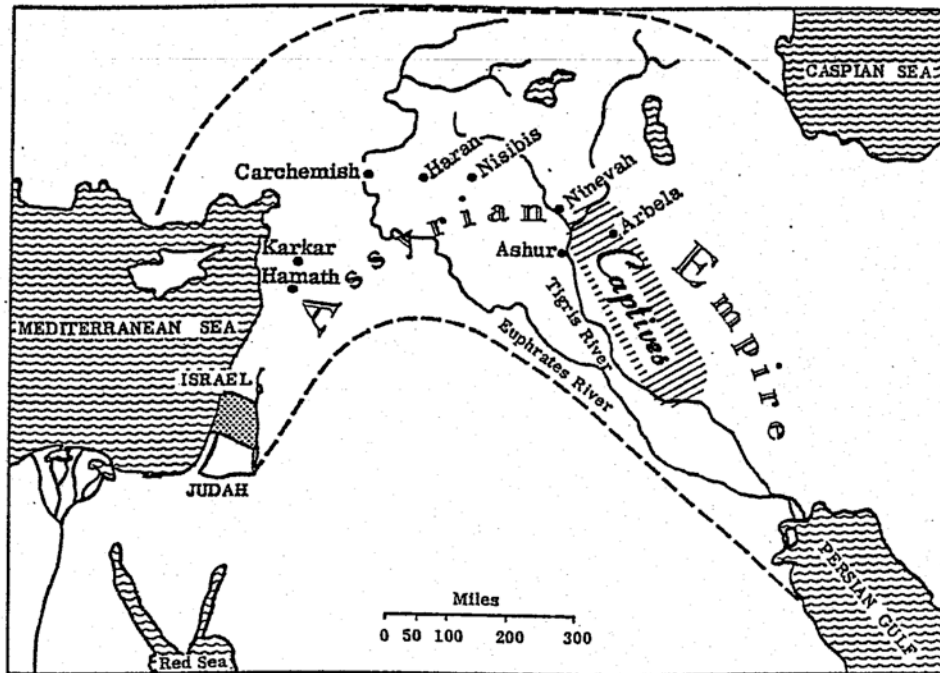 CASPIAN SEA
Carchemish
Haran
Nisibis
Ninevah
Arbela
Ashur
Karkar
Hamath
Assyrian Empire
Captives
MEDITERRANEAN SEA
Tigris River
Euphrates River
ISRAEL
JUDAH
PERSIAN GULF
Red Sea
Miles
0 50 100 200 300